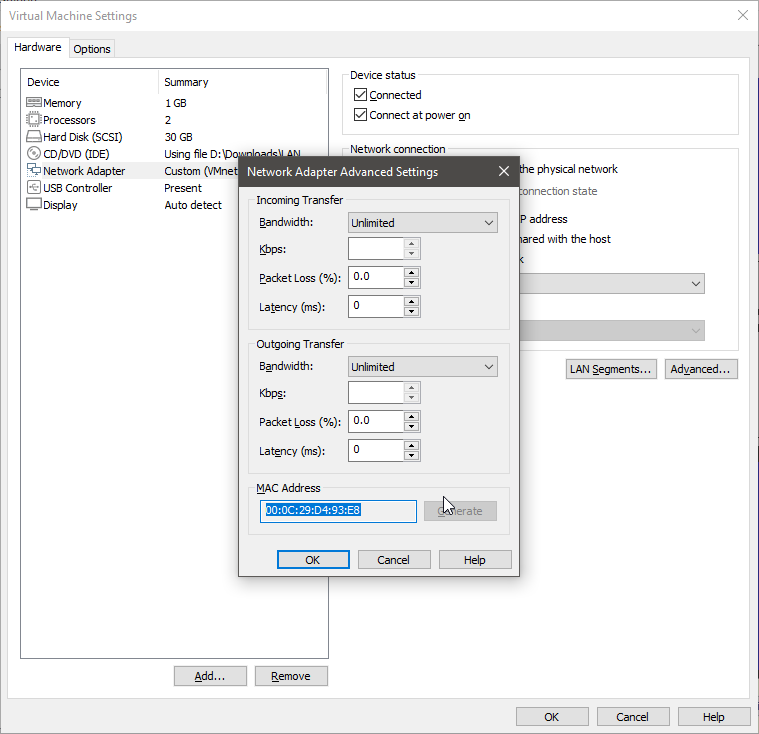 Virtual Machine Settings
Hardware
Options
Device Summary
Memory 1 GB
Processors 2
Hard Disk (SCSI) 30 GB
CD/DVD (IDE) Using file D:\Downloads\LAN
Network Adapter Custom (VMnet
USB Controller Present
Display Auto detect
Add...
Remove
Device status
Connected
Connect at power on
Network connection
the physical network
connection state
P address
hared with the host
k
LAN Segments...
Advanced...
Network Adapter Advanced Settings
Incoming Transfer
Bandwidth: Unlimited
Kbps:
Packet Loss (%): 0.0
Latency (ms): 0
Outgoing Transfer
Bandwidth: Unlimited
Kbps:
Packet Loss (%): 0.0
Latency (ms): 0
MAC Address
00:0C:29:D4:93:E8
OK
Cancel
Help
OK
Cancel
Help